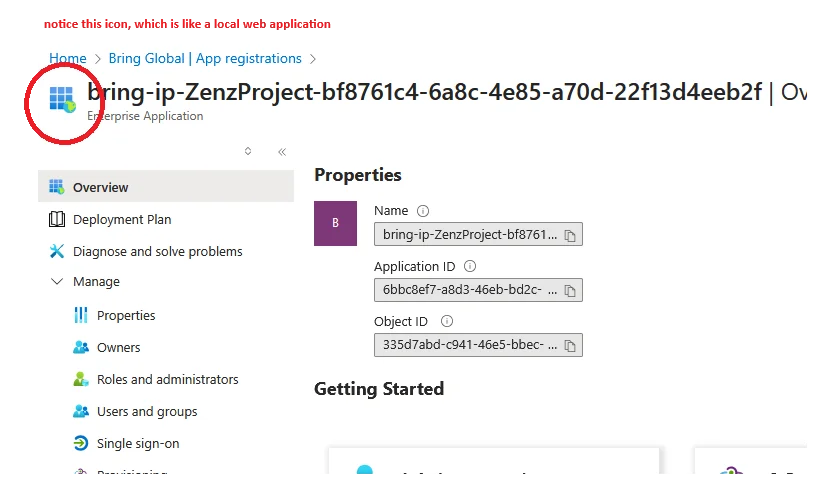 notice this icon, which is like a local web application
Home > Bring Global | App registrations >
bring-ip-ZenzProject-bf8761c4-6a8c-4e85-a70d-22f13d4eeb2f | Ov
Enterprise Application
Overview
Deployment Plan
Diagnose and solve problems
Manage
Properties
Owners
Roles and administrators
Users and groups
Single sign-on
Provisioning
Properties
B
Name
bring-ip-ZenzProject-bf8761...
Application ID
6bbc8ef7-a8d3-46eb-bd2c- ...
Object ID
335d7abd-c941-46e5-bbec- ...
Getting Started